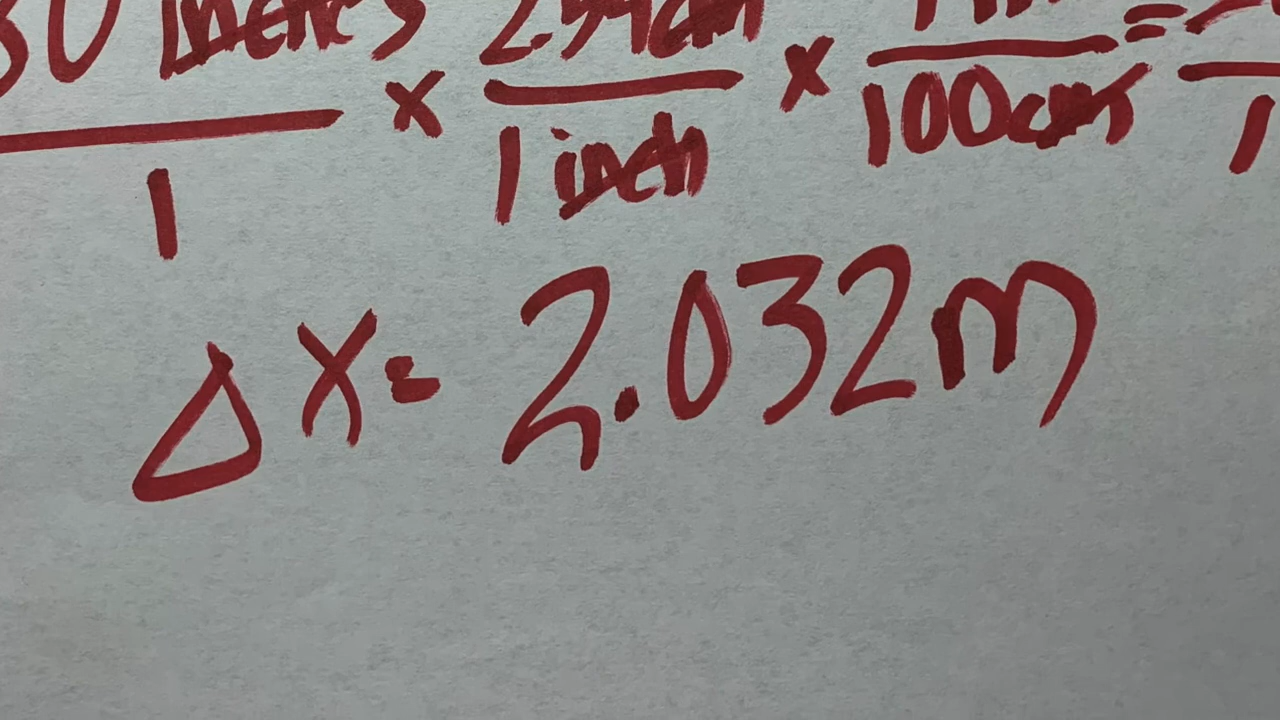 80 inches × 2.54cm × 1m =
1 1 inch 100cm 1
Δx= 2.032m